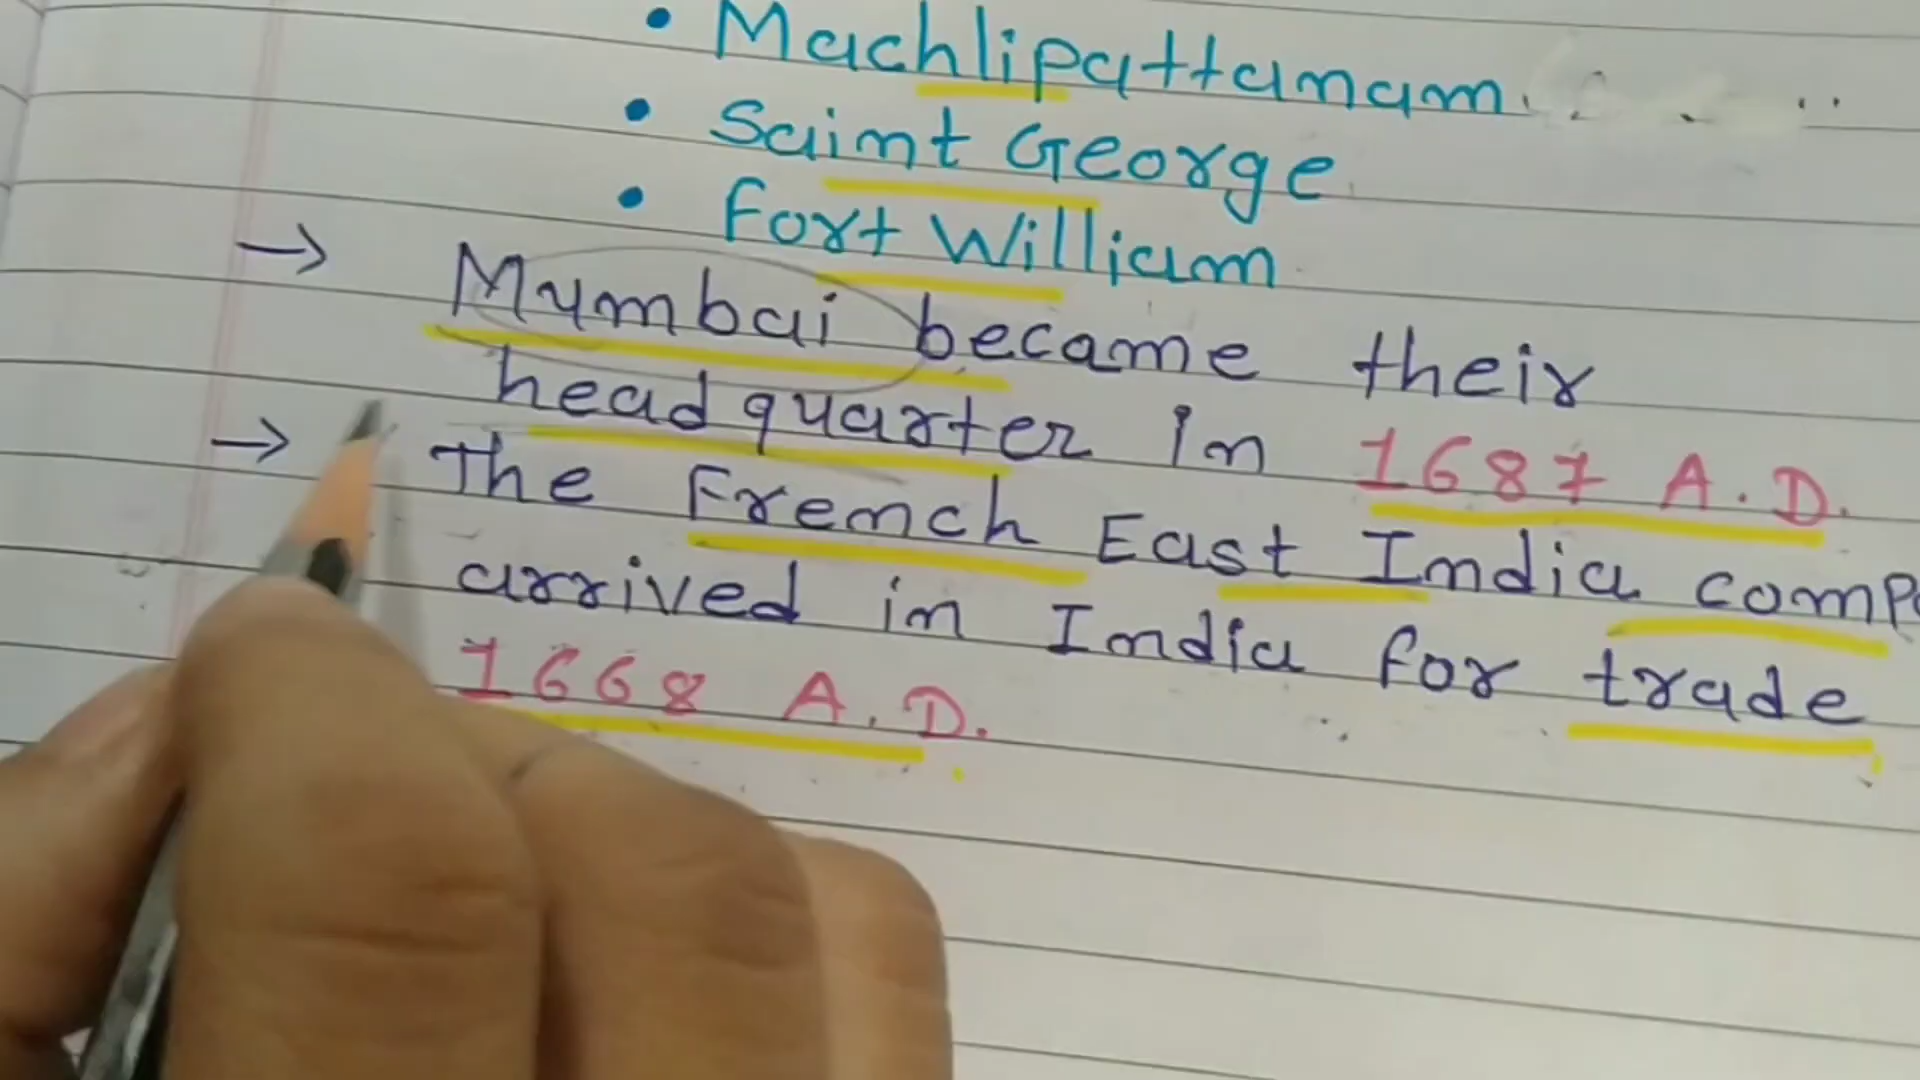 • Machlipattanam.
• Saint George
• Fort William
→ Mumbai became their
headquarter in 1687 A.D.
→ The French East India comp
arrived in India for trade
1668 A.D.